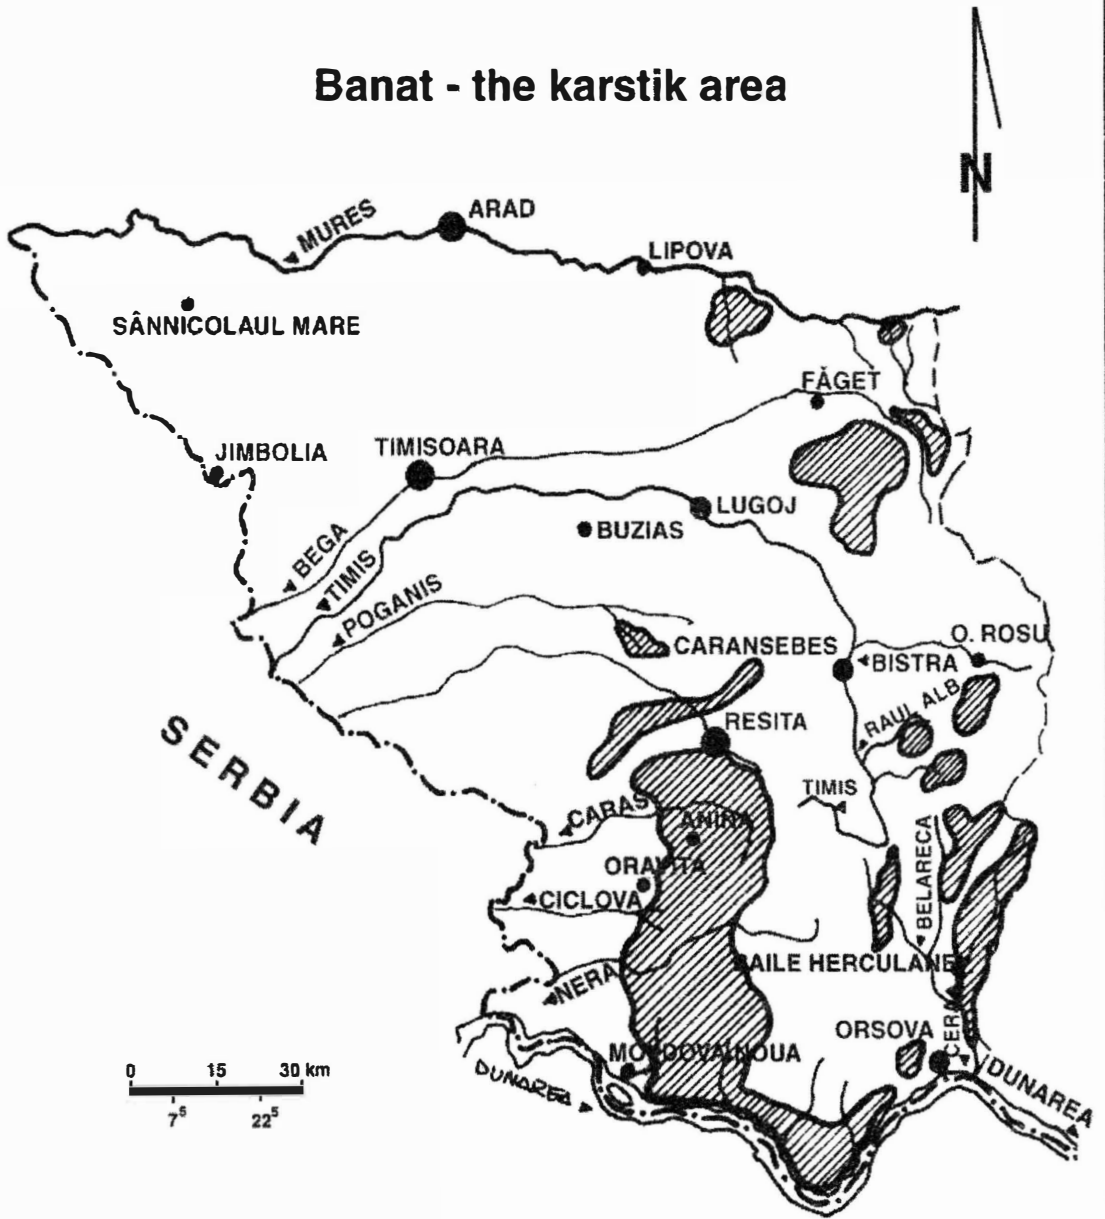 Banat - the karstik area
N
MURES
ARAD
LIPOVA
SÂNNICOLAUL MARE
FĂGET
TIMISOARA
JIMBOLIA
LUGOJ
BUZIAS
BEGA
TIMIS
POGANIS
CARANSEBES
O. ROSU
BISTRA
RAUL ALB
RESITA
SERBIA
TIMIS
CARAS
ANINA
BELARECA
ORAVITA
CICLOVA
BAILE HERCULANE
NERA
ORSOVA
CERNA
MOLDOVA NOUA
DUNAREA
DUNAREA
0 15 30 km
7⁵ 22⁵